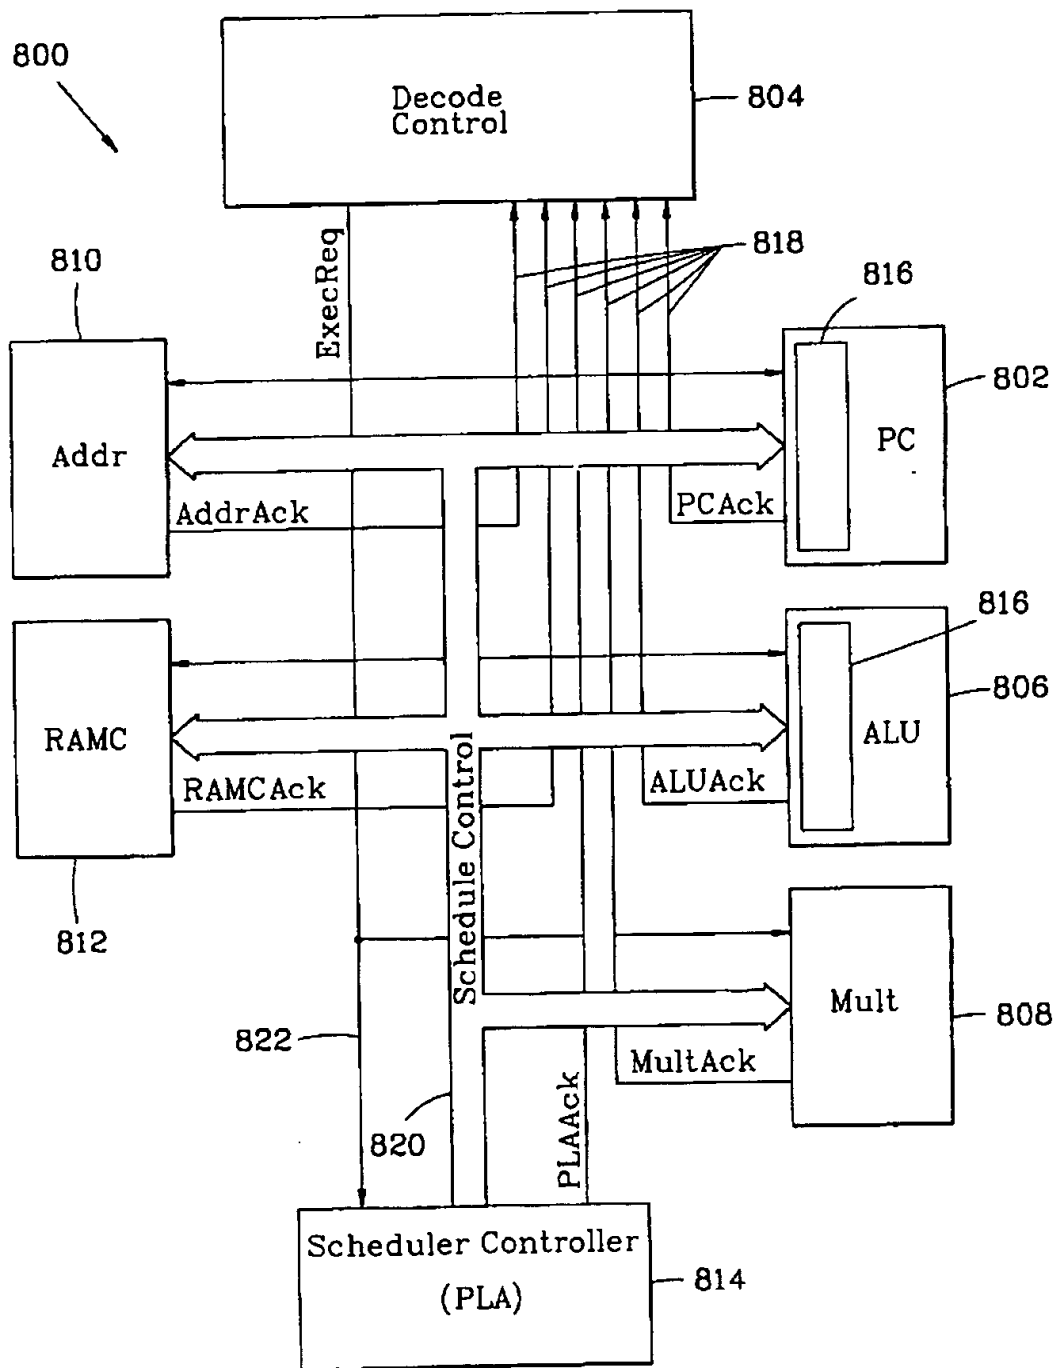 800
Decode
Control
804
ExecReq
818
810
816
Addr
PC
802
AddrAck
PCAck
816
RAMC
ALU
806
RAMCAck
ALUAck
Schedule Control
812
Mult
808
822
MultAck
820
PLAAck
Scheduler Controller
(PLA)
814